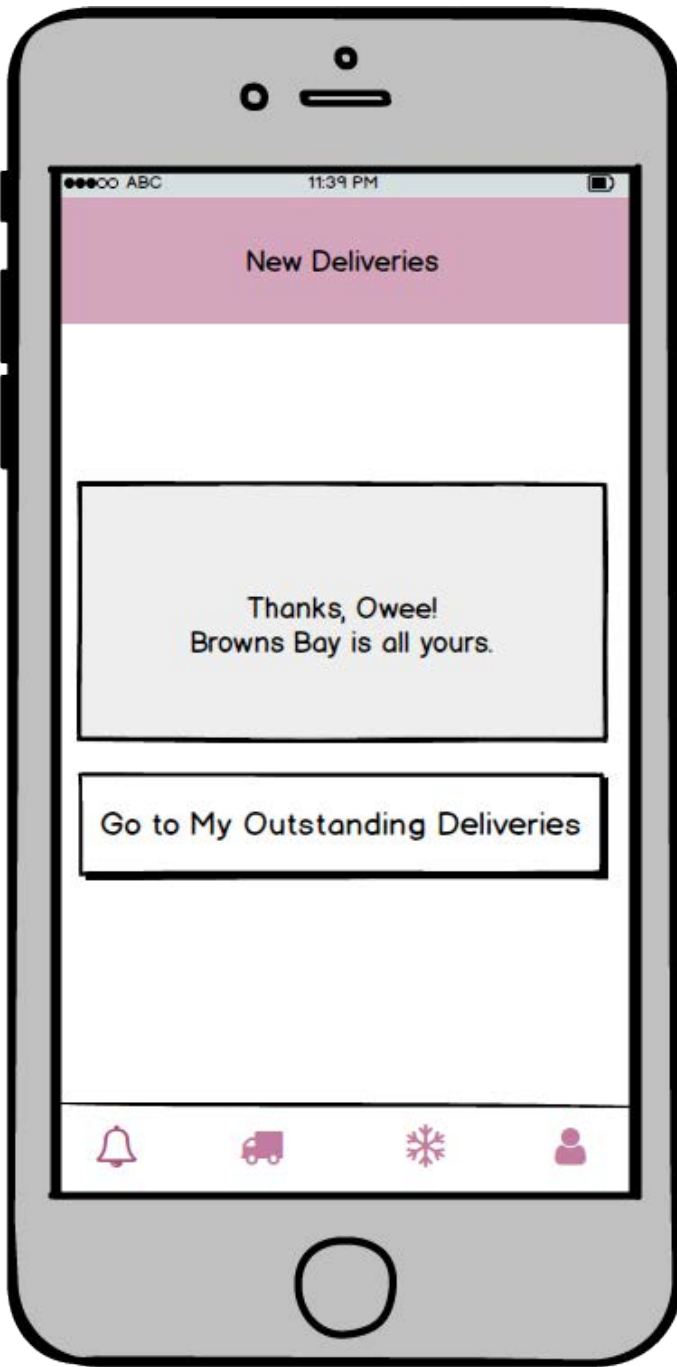 ABC 11:39 PM
New Deliveries
Thanks, Owee!
Browns Bay is all yours.
Go to My Outstanding Deliveries